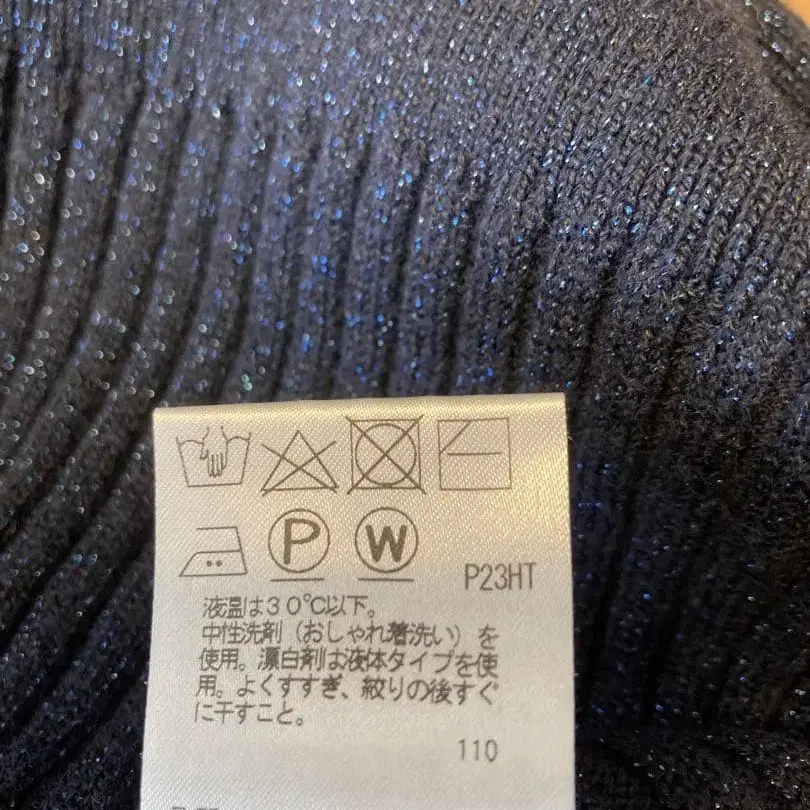 P W
P23HT
液温は30℃以下。
中性洗剤（おしゃれ着洗い）を
使用。漂白剤は液体タイプを使
用。よくすすぎ、絞りの後すぐ
に干すこと。
110